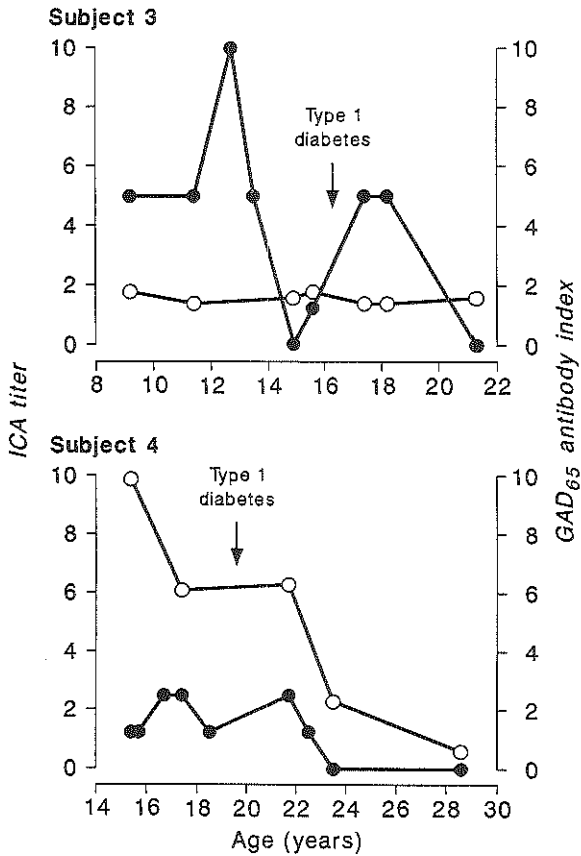 Subject 3
10
8
6
4
2
0
10
8
6
4
2
0
Type 1
diabetes
8 10 12 14 16 18 20 22
ICA titer
GAD65 antibody index
Subject 4
10
8
6
4
2
0
10
8
6
4
2
0
Type 1
diabetes
14 16 18 20 22 24 26 28 30
Age (years)